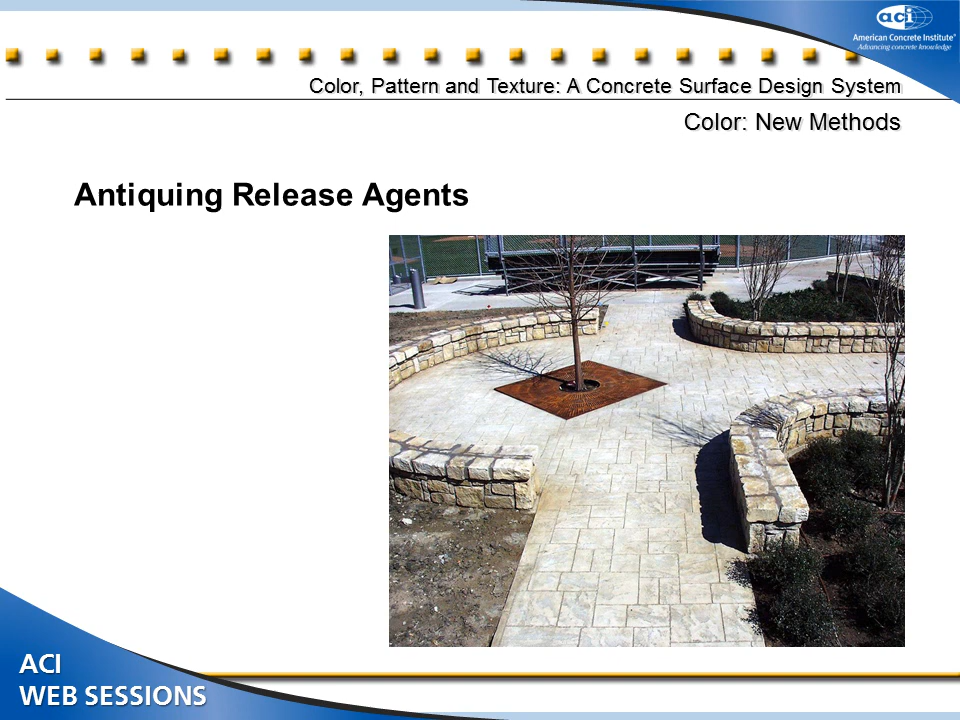 aci
American Concrete Institute®
Advancing concrete knowledge
Color, Pattern and Texture: A Concrete Surface Design System
Color: New Methods
Antiquing Release Agents
ACI
WEB SESSIONS